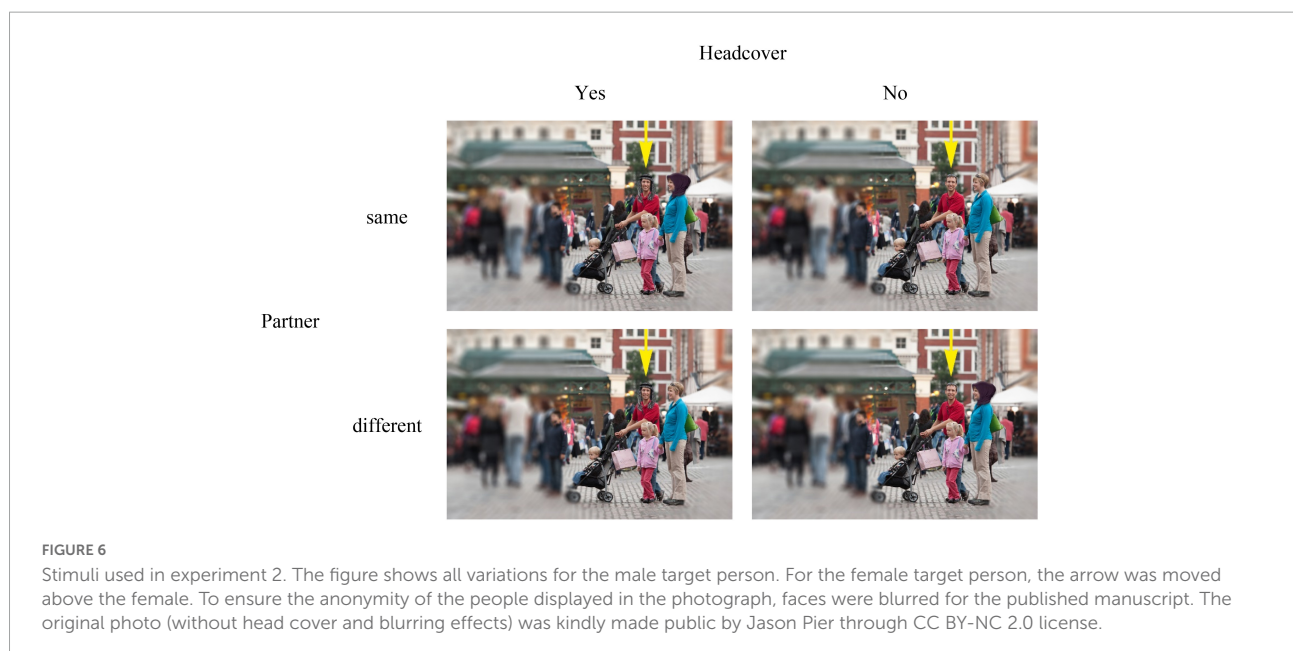 Headcover
Yes No
same
Partner
different
FIGURE 6
Stimuli used in experiment 2. The figure shows all variations for the male target person. For the female target person, the arrow was moved
above the female. To ensure the anonymity of the people displayed in the photograph, faces were blurred for the published manuscript. The
original photo (without head cover and blurring effects) was kindly made public by Jason Pier through CC BY-NC 2.0 license.